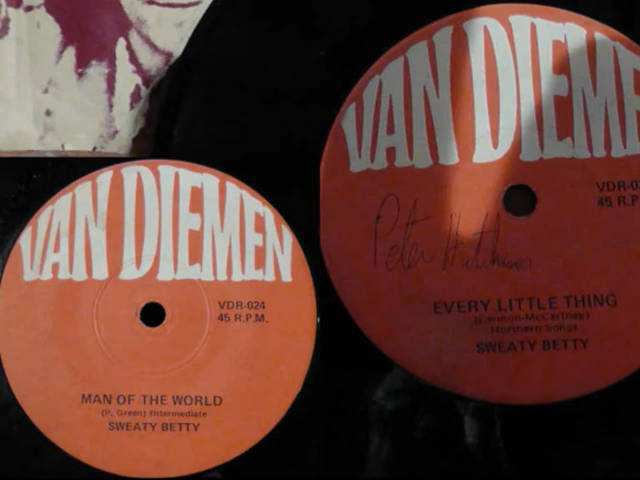 VAN DIEMEN
VDR-024
45 R.P.M.
MAN OF THE WORLD
(P. Green) Intermediate
SWEATY BETTY
VAN DIEME
VDR-0
45 R.P
Peter
EVERY LITTLE THING
(Lennon-McCartney)
Northern Songs
SWEATY BETTY